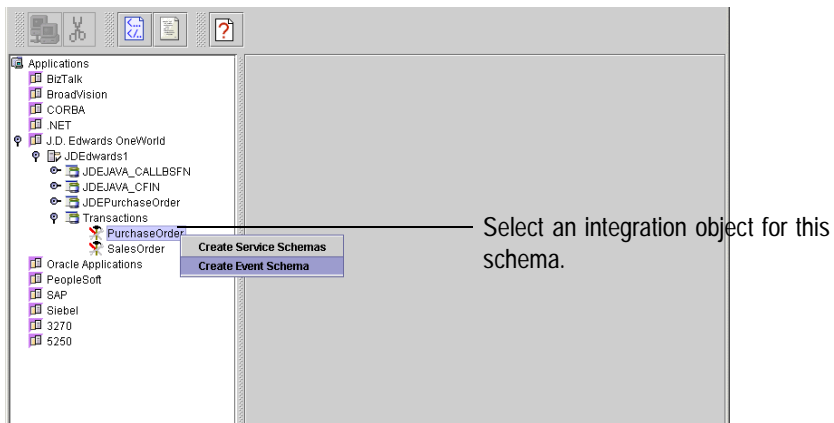 Applications
BizTalk
BroadVision
CORBA
.NET
J.D. Edwards OneWorld
JDEdwards1
JDEJAVA_CALLBSFN
JDEJAVA_CFIN
JDEPurchaseOrder
Transactions
PurchaseOrder
SalesOrder
Create Service Schemas
Create Event Schema
Oracle Applications
PeopleSoft
SAP
Siebel
3270
5250
Select an integration object for this
schema.